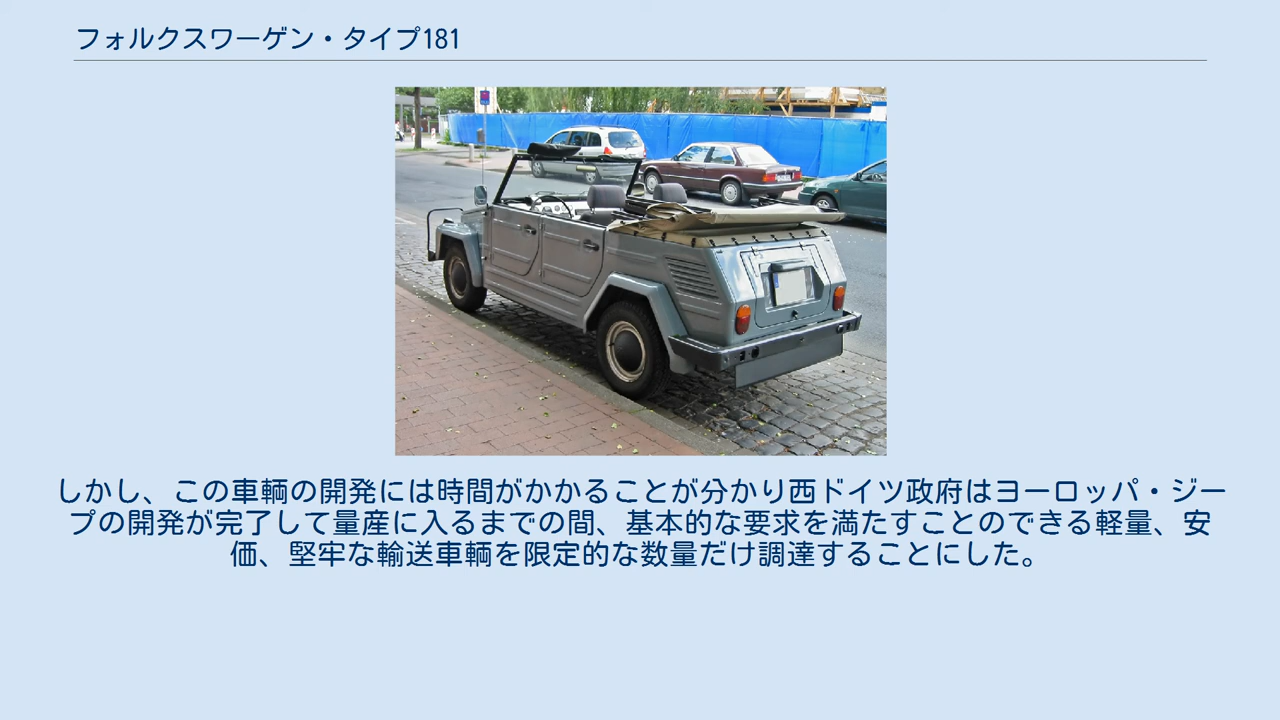 フォルクスワーゲン・タイプ181
しかし、この車輌の開発には時間がかかることが分かり西ドイツ政府はヨーロッパ・ジー
プの開発が完了して量産に入るまでの間、基本的な要求を満たすことのできる軽量、安
価、堅牢な輸送車輌を限定的な数量だけ調達することにした。